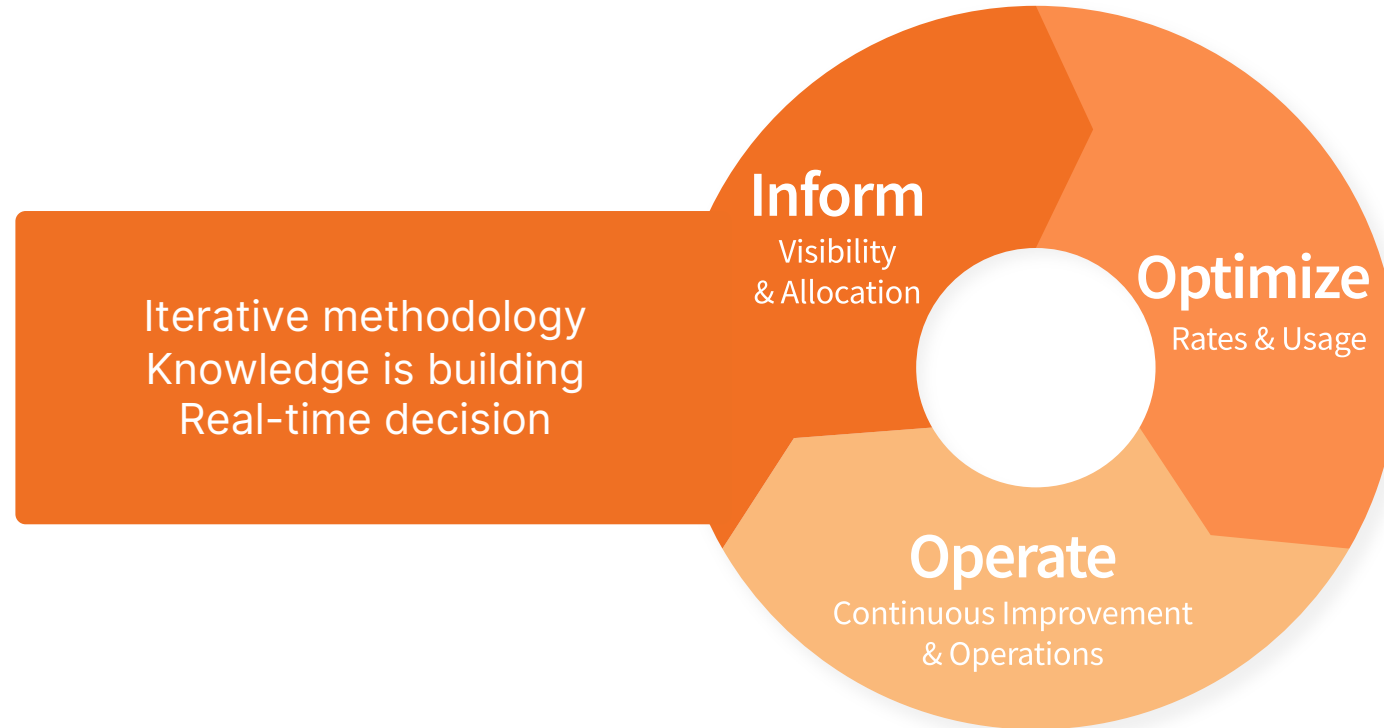 Iterative methodology
Knowledge is building
Real-time decision
Inform
Visibility
& Allocation
Optimize
Rates & Usage
Operate
Continuous Improvement
& Operations